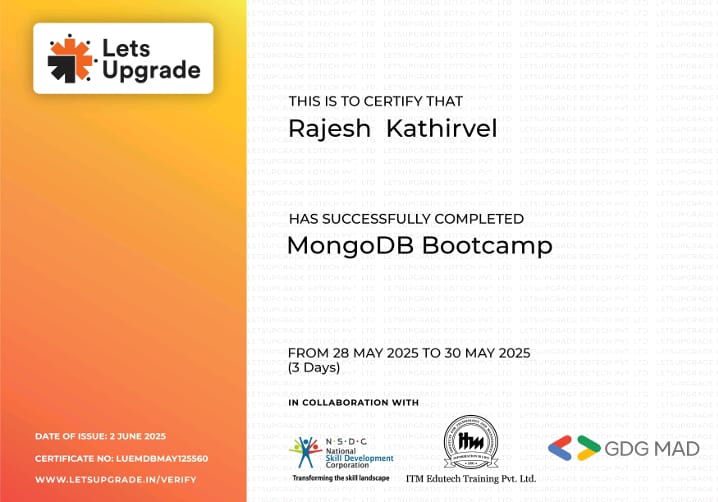 Lets
Upgrade
THIS IS TO CERTIFY THAT
Rajesh Kathirvel
HAS SUCCESSFULLY COMPLETED
MongoDB Bootcamp
FROM 28 MAY 2025 TO 30 MAY 2025
(3 Days)
IN COLLABORATION WITH
N·S·D·C
National
Skill Development
Corporation
Transforming the skill landscape
itm
ITM Edutech Training Pvt. Ltd.
GDG MAD
DATE OF ISSUE: 2 JUNE 2025
CERTIFICATE NO: LUEMDBMAY125560
WWW.LETSUPGRADE.IN/VERIFY